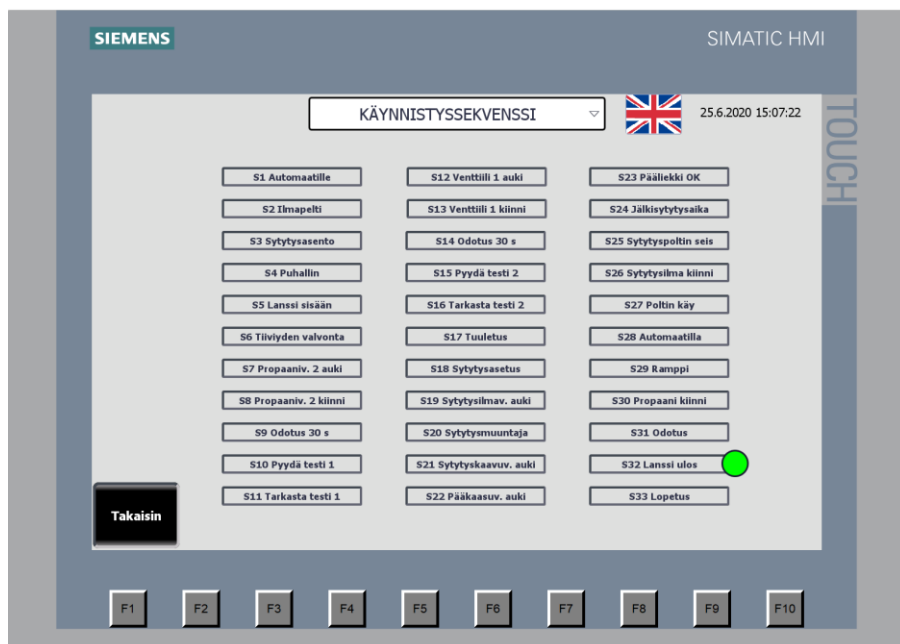 SIEMENS
SIMATIC HMI
TOUCH
KÄYNNISTYSSEKVENSSI
25.6.2020 15:07:22
S1 Automaatille
S2 Ilmapelti
S3 Sytytysasento
S4 Puhallin
S5 Lanssi sisään
S6 Tiiviyden valvonta
S7 Propaaniv. 2 auki
S8 Propaaniv. 2 kiinni
S9 Odotus 30 s
S10 Pyydä testi 1
S11 Tarkasta testi 1
S12 Venttiili 1 auki
S13 Venttiili 1 kiinni
S14 Odotus 30 s
S15 Pyydä testi 2
S16 Tarkasta testi 2
S17 Tuuletus
S18 Sytytysasetus
S19 Sytytysilmav. auki
S20 Sytytysmuuntaja
S21 Sytytyskaavuv. auki
S22 Pääkaasuv. auki
S23 Pääliekki OK
S24 Jälkisytytysaika
S25 Sytytyspoltin seis
S26 Sytytysilma kiinni
S27 Poltin käy
S28 Automaatilla
S29 Ramppi
S30 Propaani kiinni
S31 Odotus
S32 Lanssi ulos
S33 Lopetus
Takaisin
F1 F2 F3 F4 F5 F6 F7 F8 F9 F10